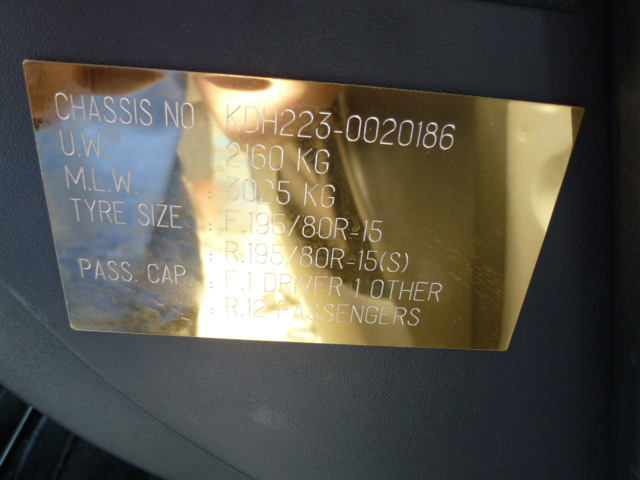 CHASSIS NO : KDH223-0020186
U.W. : 2160 KG
M.L.W. : KG
TYRE SIZE : F.195/80R-15
: R.195/80R-15(S)
PASS. CAP : F.1 DRIVER 1 OTHER
: R.12 PASSENGERS